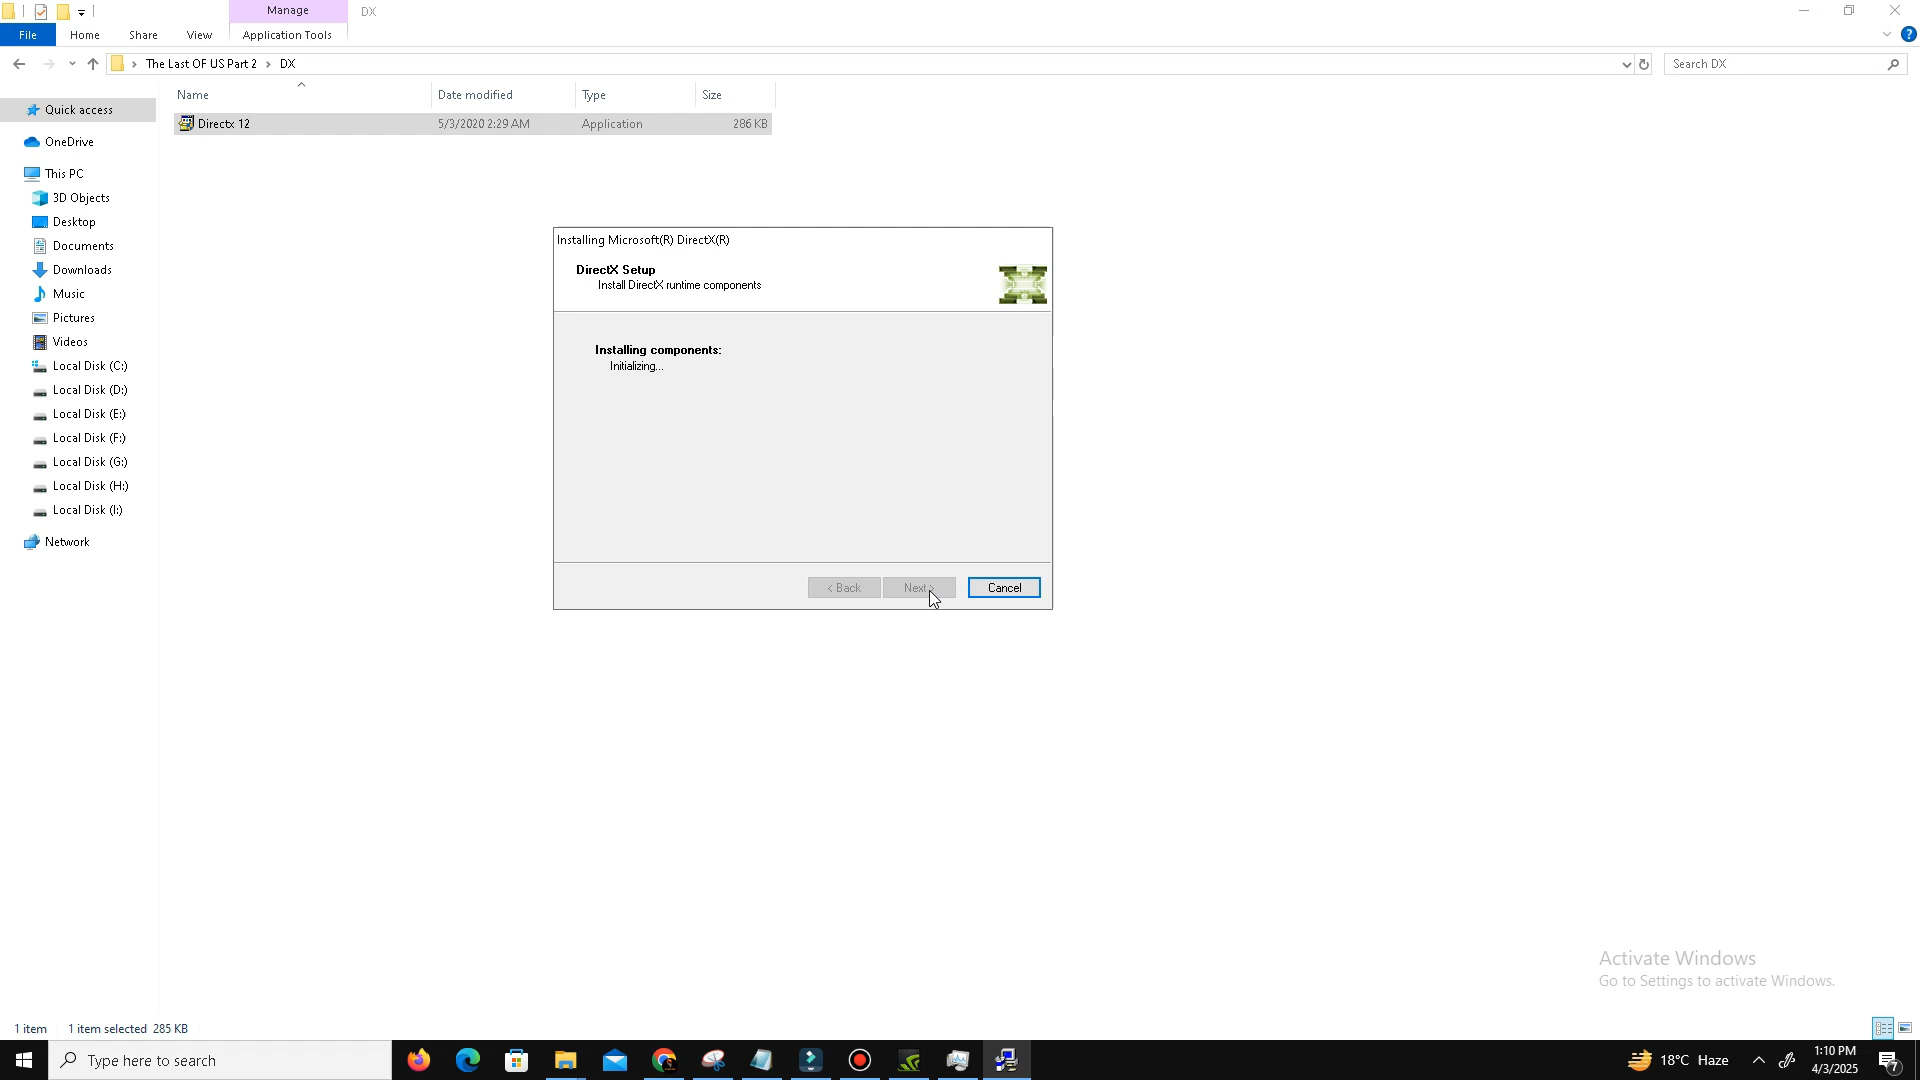 Manage
DX
File
Home
Share
View
Application Tools
The Last OF US Part 2 > DX
Search DX
Name
Date modified
Type
Size
Directx 12
5/3/2020 2:29 AM
Application
286 KB
Quick access
OneDrive
This PC
3D Objects
Desktop
Documents
Downloads
Music
Pictures
Videos
Local Disk (C:)
Local Disk (D:)
Local Disk (E:)
Local Disk (F:)
Local Disk (G:)
Local Disk (H:)
Local Disk (I:)
Network
Installing Microsoft(R) DirectX(R)
DirectX Setup
Install DirectX runtime components
Installing components:
Initializing...
< Back
Next >
Cancel
Activate Windows
Go to Settings to activate Windows.
1 item
1 item selected 285 KB
Type here to search
18°C Haze
1:10 PM
4/3/2025
7